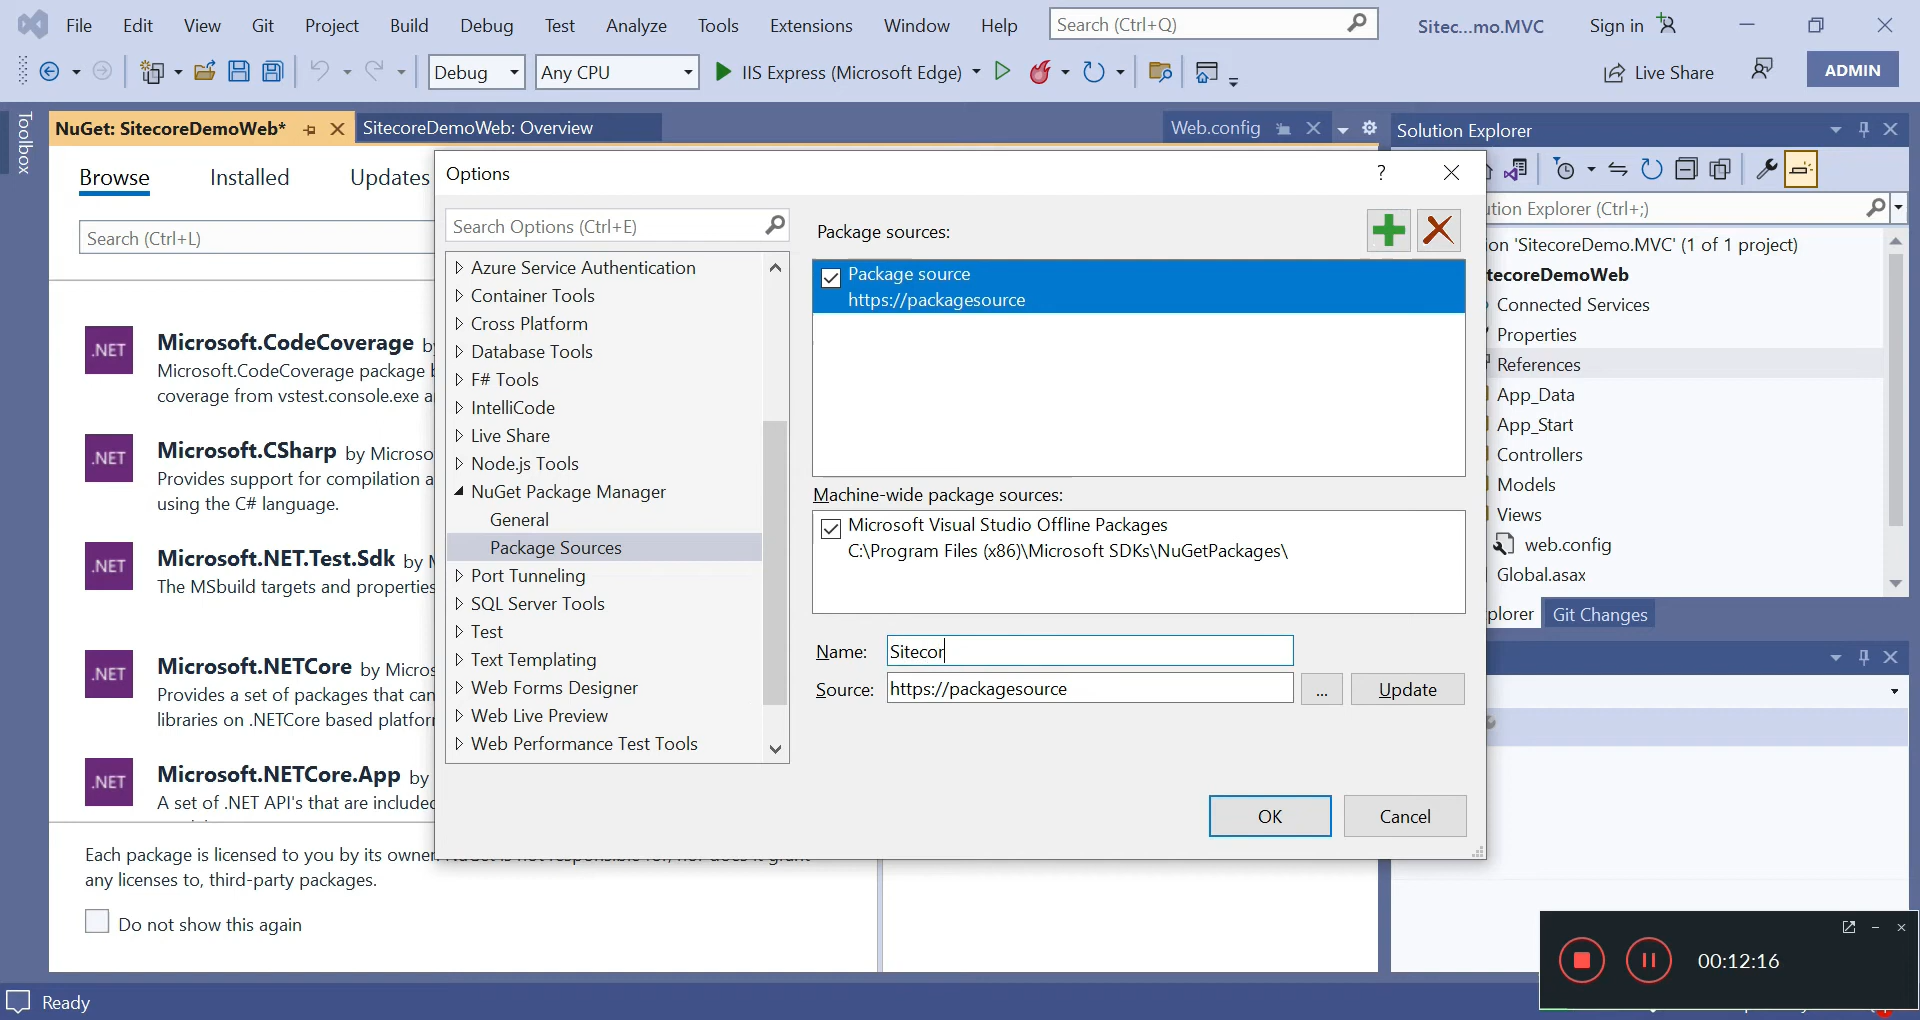 File Edit View Git Project Build Debug Test Analyze Tools Extensions Window Help Search (Ctrl+Q) Sitec...mo.MVC Sign in
Debug Any CPU IIS Express (Microsoft Edge) Live Share ADMIN
Toolbox
NuGet: SitecoreDemoWeb* SitecoreDemoWeb: Overview Web.config
Browse Installed Updates
Search (Ctrl+L)
.NET Microsoft.CodeCoverage by
Microsoft.CodeCoverage package
coverage from vstest.console.exe
.NET Microsoft.CSharp by Microso
Provides support for compilation a
using the C# language.
.NET Microsoft.NET.Test.Sdk by
The MSbuild targets and properties
.NET Microsoft.NETCore by Micros
Provides a set of packages that can
libraries on .NETCore based platfor
.NET Microsoft.NETCore.App by
A set of .NET API's that are include
Each package is licensed to you by its owner.
any licenses to, third-party packages.
Do not show this again
Options ?
Search Options (Ctrl+E)
Azure Service Authentication
Container Tools
Cross Platform
Database Tools
F# Tools
IntelliCode
Live Share
Node.js Tools
NuGet Package Manager
General
Package Sources
Port Tunneling
SQL Server Tools
Test
Text Templating
Web Forms Designer
Web Live Preview
Web Performance Test Tools
Package sources:
Package source
https://packagesource
Machine-wide package sources:
Microsoft Visual Studio Offline Packages
C:\Program Files (x86)\Microsoft SDKs\NuGetPackages\
Name: Sitecor
Source: https://packagesource ... Update
OK Cancel
Solution Explorer
ution Explorer (Ctrl+;)
on 'SitecoreDemo.MVC' (1 of 1 project)
tecoreDemoWeb
Connected Services
Properties
References
App_Data
App_Start
Controllers
Models
Views
web.config
Global.asax
plorer Git Changes
00:12:16
Ready